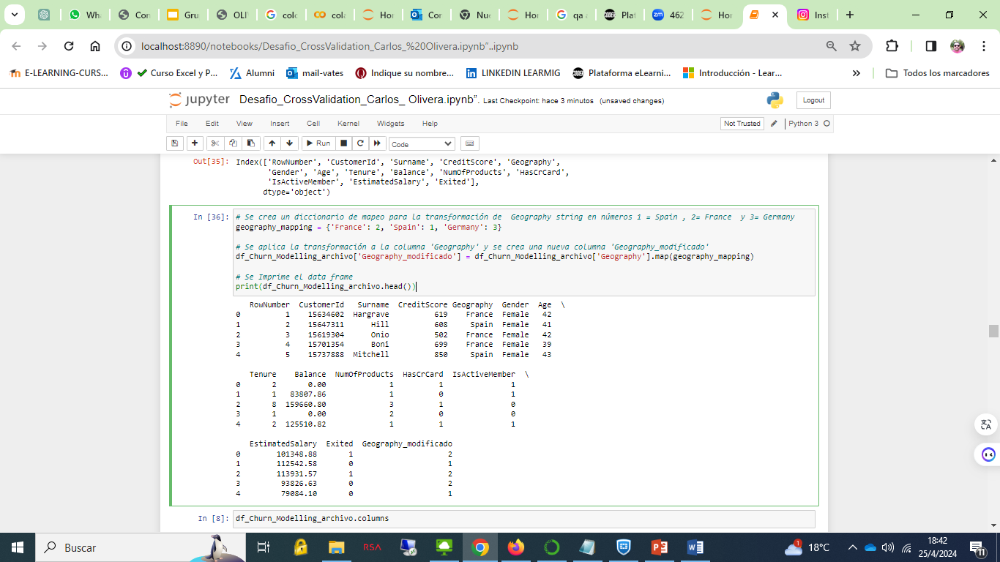 Wha
Con
Gru
OLI
colo
cola
Hor
Cor
Nue
Hor
qa a
Plat
462
Hor
Inst
localhost:8890/notebooks/Desafio_CrossValidation_Carlos_%20Olivera.ipynb"..ipynb
E-LEARNING-CURS...
Curso Excel y P...
Alumni
mail-vates
Indique su nombre...
LINKEDIN LEARMIG
Plataforma eLearni...
Introducción - Lear...
»
Todos los marcadores
jupyter Desafio_CrossValidation_Carlos_ Olivera.ipynb”. Last Checkpoint: hace 3 minutos (unsaved changes)
Logout
File Edit View Insert Cell Kernel Widgets Help
Not Trusted
Python 3
Run
Code
Out[35]: Index(['RowNumber', 'CustomerId', 'Surname', 'CreditScore', 'Geography',
'Gender', 'Age', 'Tenure', 'Balance', 'NumOfProducts', 'HasCrCard',
'IsActiveMember', 'EstimatedSalary', 'Exited'],
dtype='object')
In [36]: # Se crea un diccionario de mapeo para la transformación de  Geography string en números 1 = Spain , 2= France  y 3= Germany
geography_mapping = {'France': 2, 'Spain': 1, 'Germany': 3}
# Se aplica la transformación a la columna 'Geography' y se crea una nueva columna 'Geography_modificado'
df_Churn_Modelling_archivo['Geography_modificado'] = df_Churn_Modelling_archivo['Geography'].map(geography_mapping)
# Se Imprime el data frame
print(df_Churn_Modelling_archivo.head())
RowNumber CustomerId Surname CreditScore Geography Gender Age \
0 1 15634602 Hargrave 619 France Female 42
1 2 15647311 Hill 608 Spain Female 41
2 3 15619304 Onio 502 France Female 42
3 4 15701354 Boni 699 France Female 39
4 5 15737888 Mitchell 850 Spain Female 43
Tenure Balance NumOfProducts HasCrCard IsActiveMember \
0 2 0.00 1 1 1
1 1 83807.86 1 0 1
2 8 159660.80 3 1 0
3 1 0.00 2 0 0
4 2 125510.82 1 1 1
EstimatedSalary Exited Geography_modificado
0 101348.88 1 2
1 112542.58 0 1
2 113931.57 1 2
3 93826.63 0 2
4 79084.10 0 1
In [8]: df_Churn_Modelling_archivo.columns
Buscar
RSA
1
18°C
18:42
25/4/2024
11